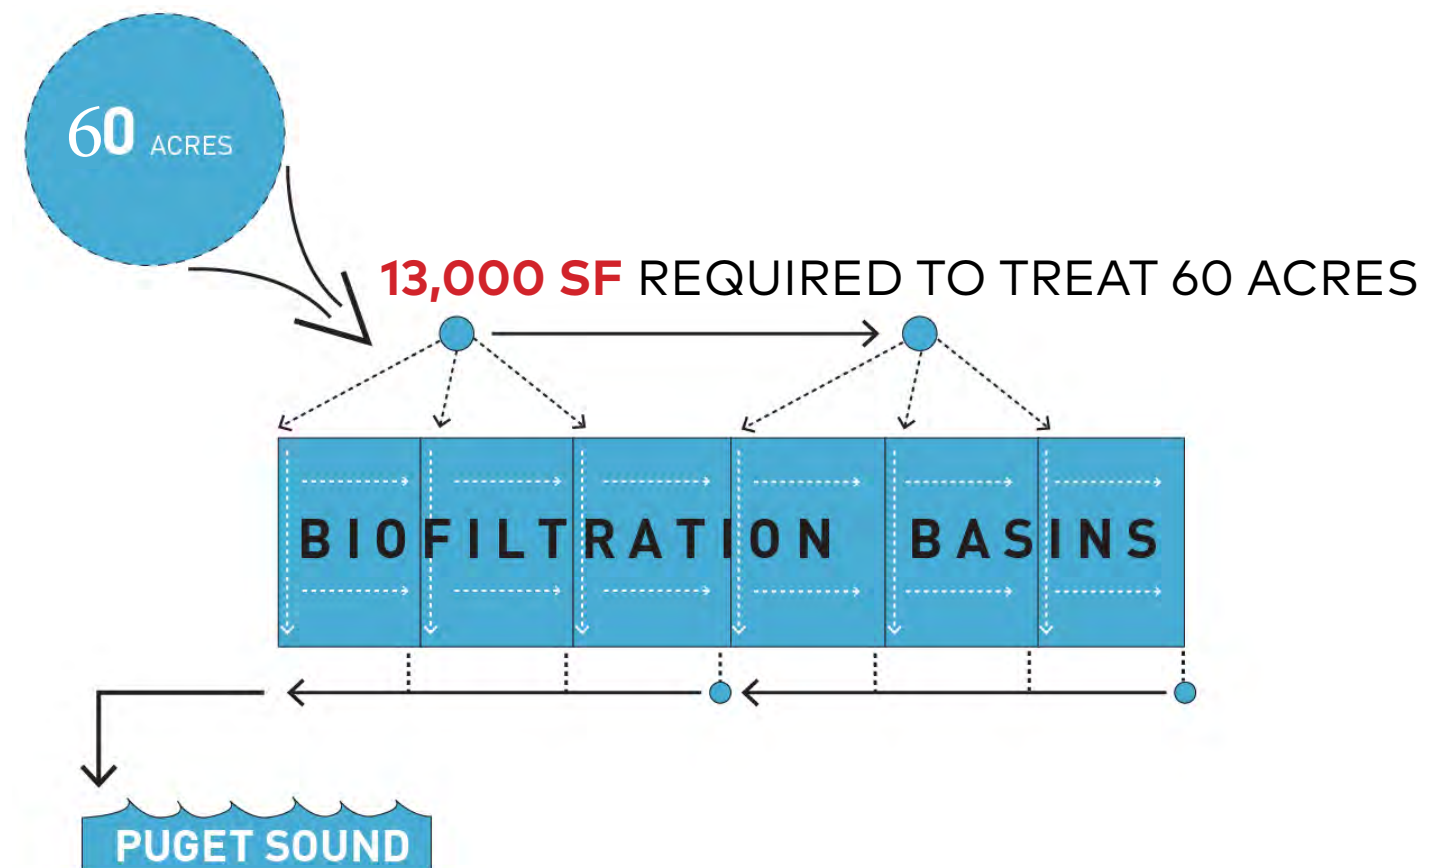 60 ACRES
13,000 SF REQUIRED TO TREAT 60 ACRES
BIOFILTRATION BASINS
PUGET SOUND